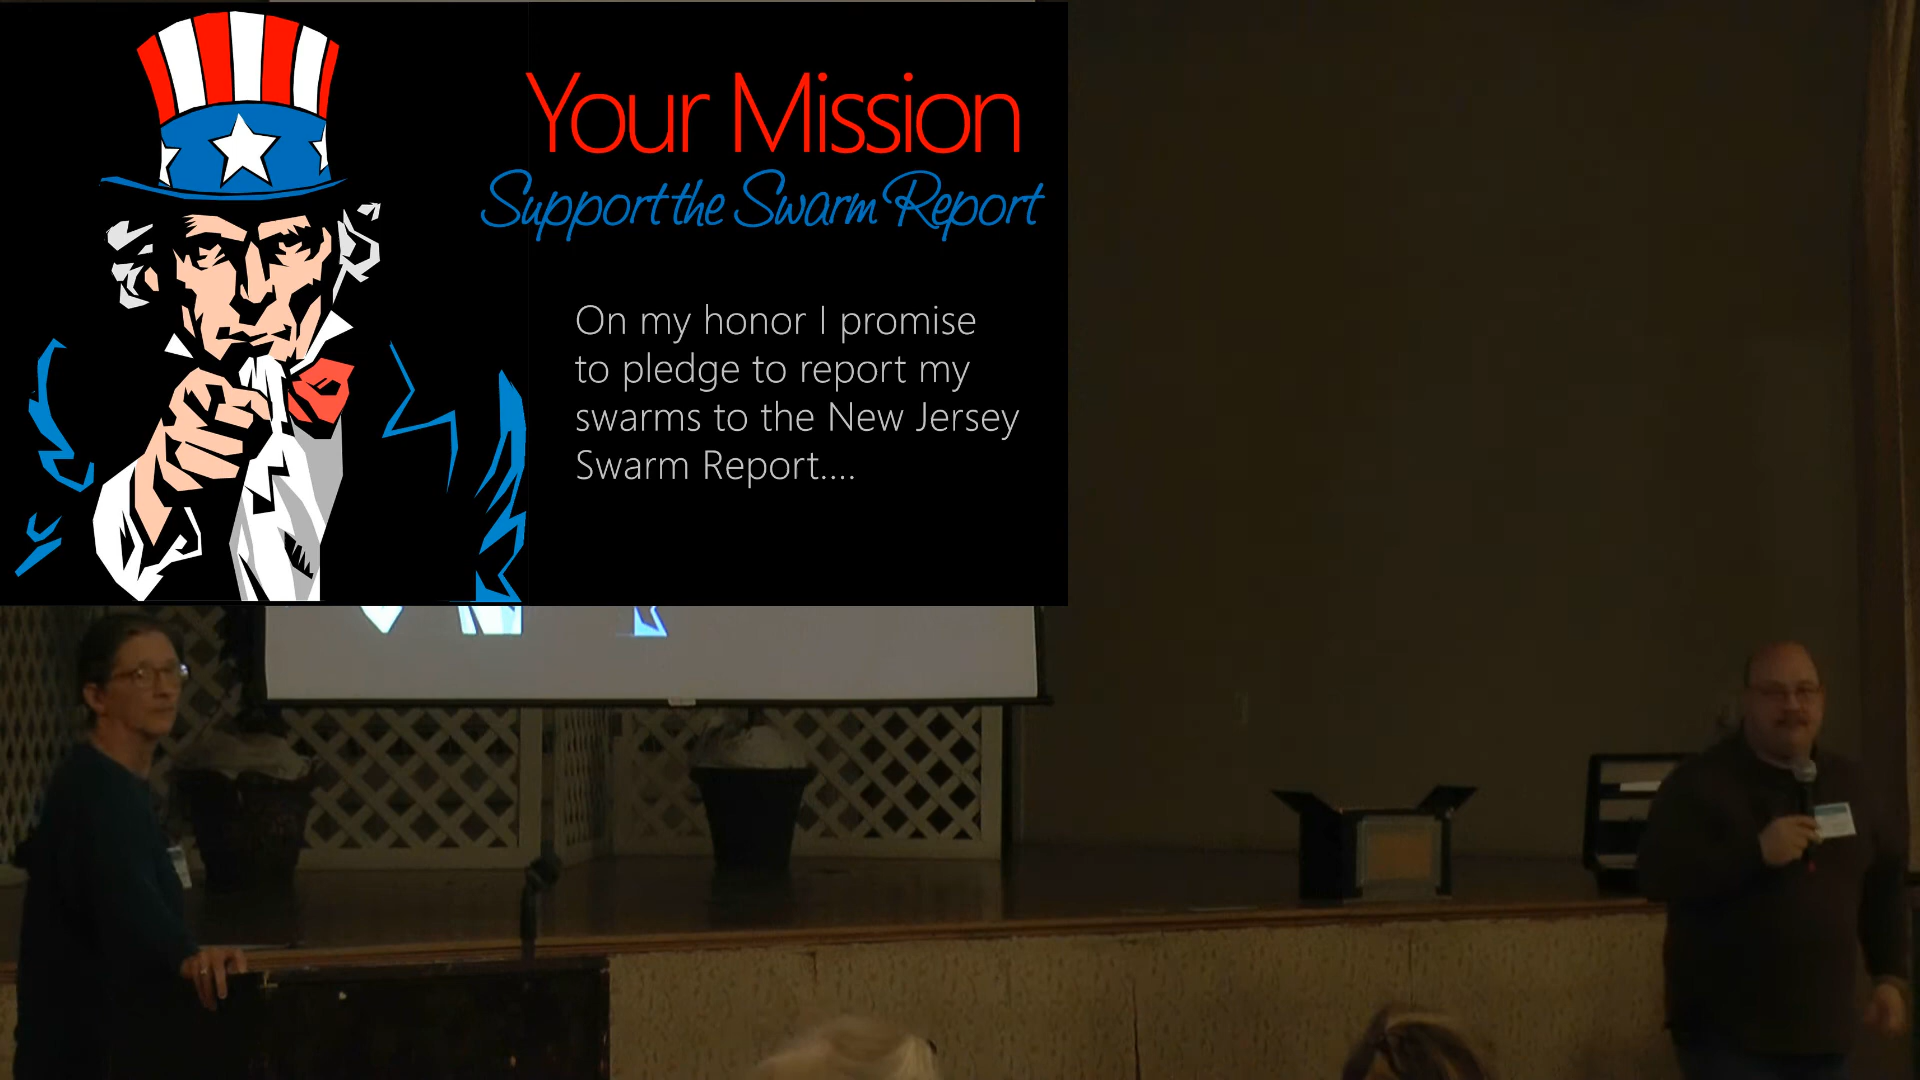 Your Mission
Support the Swarm Report
On my honor I promise
to pledge to report my
swarms to the New Jersey
Swarm Report....